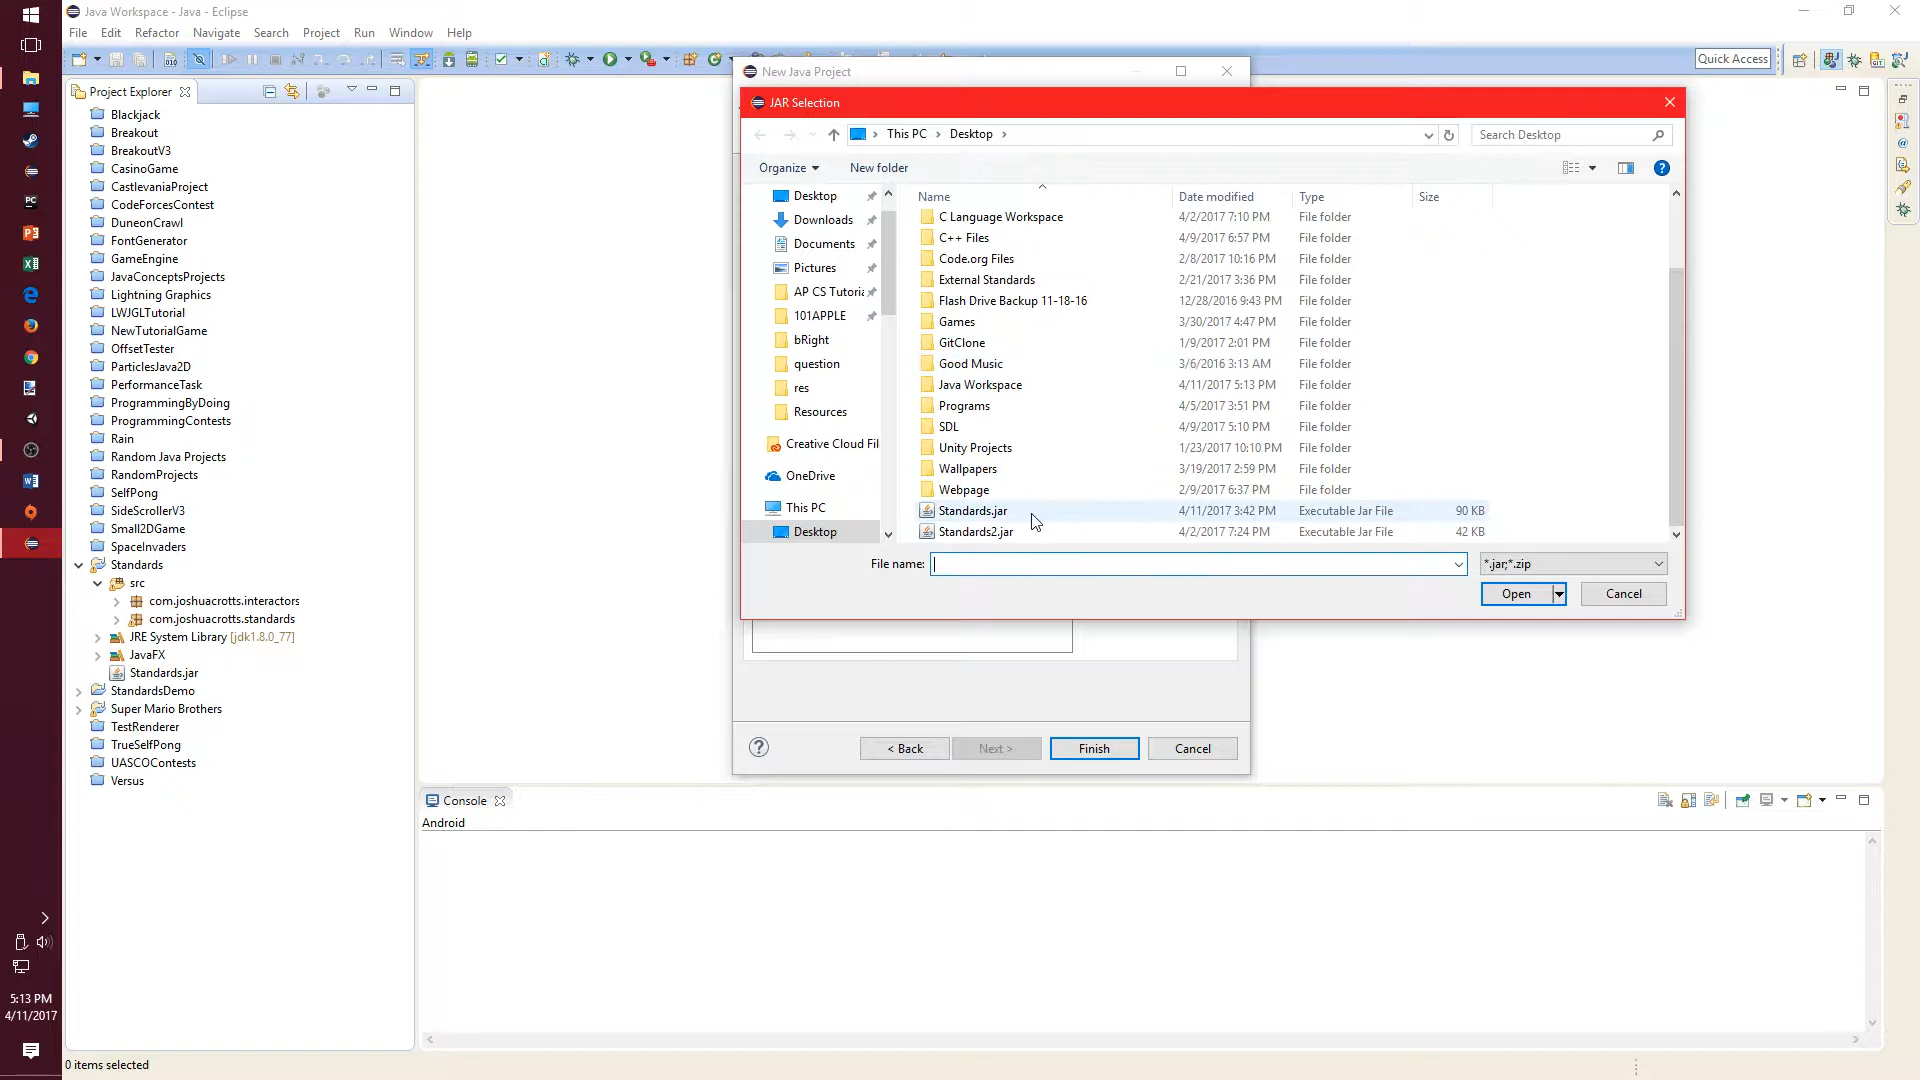 Java Workspace - Java - Eclipse
File Edit Refactor Navigate Search Project Run Window Help
Quick Access
Project Explorer
Blackjack
Breakout
BreakoutV3
CasinoGame
CastlevaniaProject
CodeForcesContest
DuneonCrawl
FontGenerator
GameEngine
JavaConceptsProjects
Lightning Graphics
LWJGLTutorial
NewTutorialGame
OffsetTester
ParticlesJava2D
PerformanceTask
ProgrammingByDoing
ProgrammingContests
Rain
Random Java Projects
RandomProjects
SelfPong
SideScrollerV3
Small2DGame
SpaceInvaders
Standards
src
com.joshuacrotts.interactors
com.joshuacrotts.standards
JRE System Library [jdk1.8.0_77]
JavaFX
Standards.jar
StandardsDemo
Super Mario Brothers
TestRenderer
TrueSelfPong
UASCOContests
Versus
New Java Project
JAR Selection
This PC Desktop
Search Desktop
Organize New folder
Desktop
Downloads
Documents
Pictures
AP CS Tutoria
101APPLE
bRight
question
res
Resources
Creative Cloud Fil
OneDrive
This PC
Desktop
Name Date modified Type Size
C Language Workspace 4/2/2017 7:10 PM File folder
C++ Files 4/9/2017 6:57 PM File folder
Code.org Files 2/8/2017 10:16 PM File folder
External Standards 2/21/2017 3:36 PM File folder
Flash Drive Backup 11-18-16 12/28/2016 9:43 PM File folder
Games 3/30/2017 4:47 PM File folder
GitClone 1/9/2017 2:01 PM File folder
Good Music 3/6/2016 3:13 AM File folder
Java Workspace 4/11/2017 5:13 PM File folder
Programs 4/5/2017 3:51 PM File folder
SDL 4/9/2017 5:10 PM File folder
Unity Projects 1/23/2017 10:10 PM File folder
Wallpapers 3/19/2017 2:59 PM File folder
Webpage 2/9/2017 6:37 PM File folder
Standards.jar 4/11/2017 3:42 PM Executable Jar File 90 KB
Standards2.jar 4/2/2017 7:24 PM Executable Jar File 42 KB
File name: *.jar;*.zip
Open Cancel
? < Back Next > Finish Cancel
Console
Android
5:13 PM
4/11/2017
0 items selected